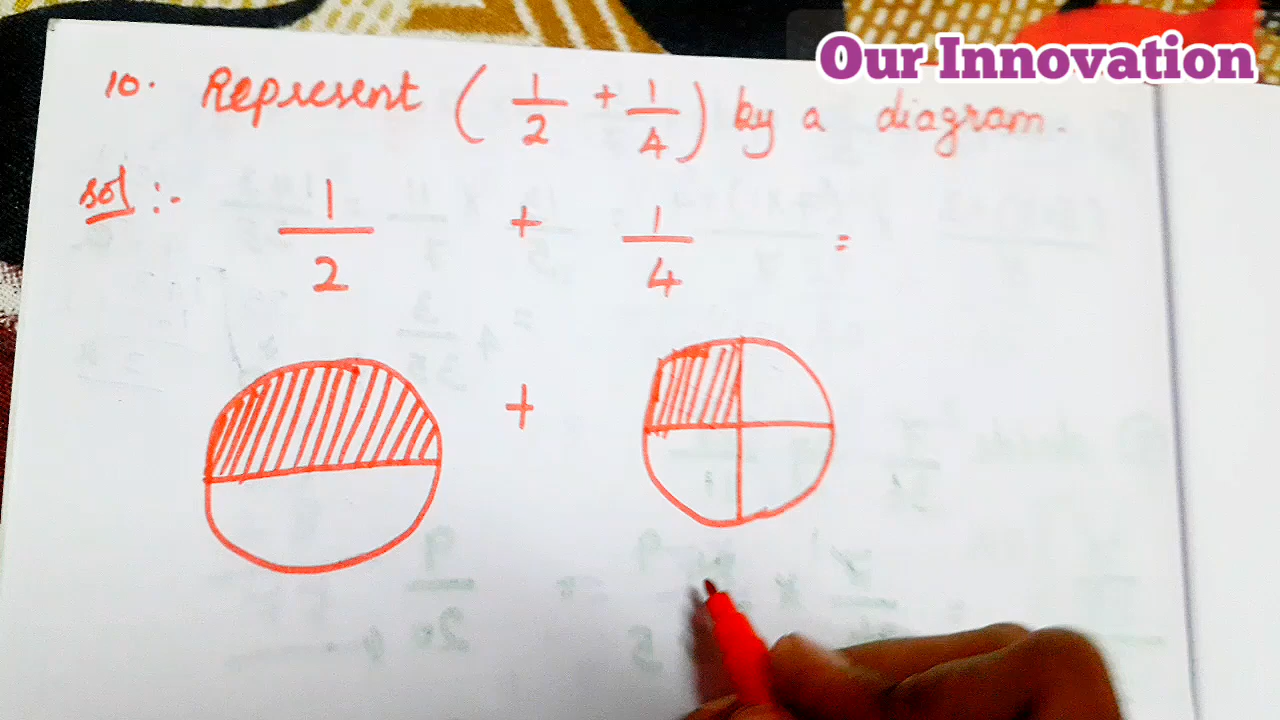 Our Innovation
10. Represent ( 1/2 + 1/4 ) by a diagram.
sol :-
1/2 + 1/4 =
+